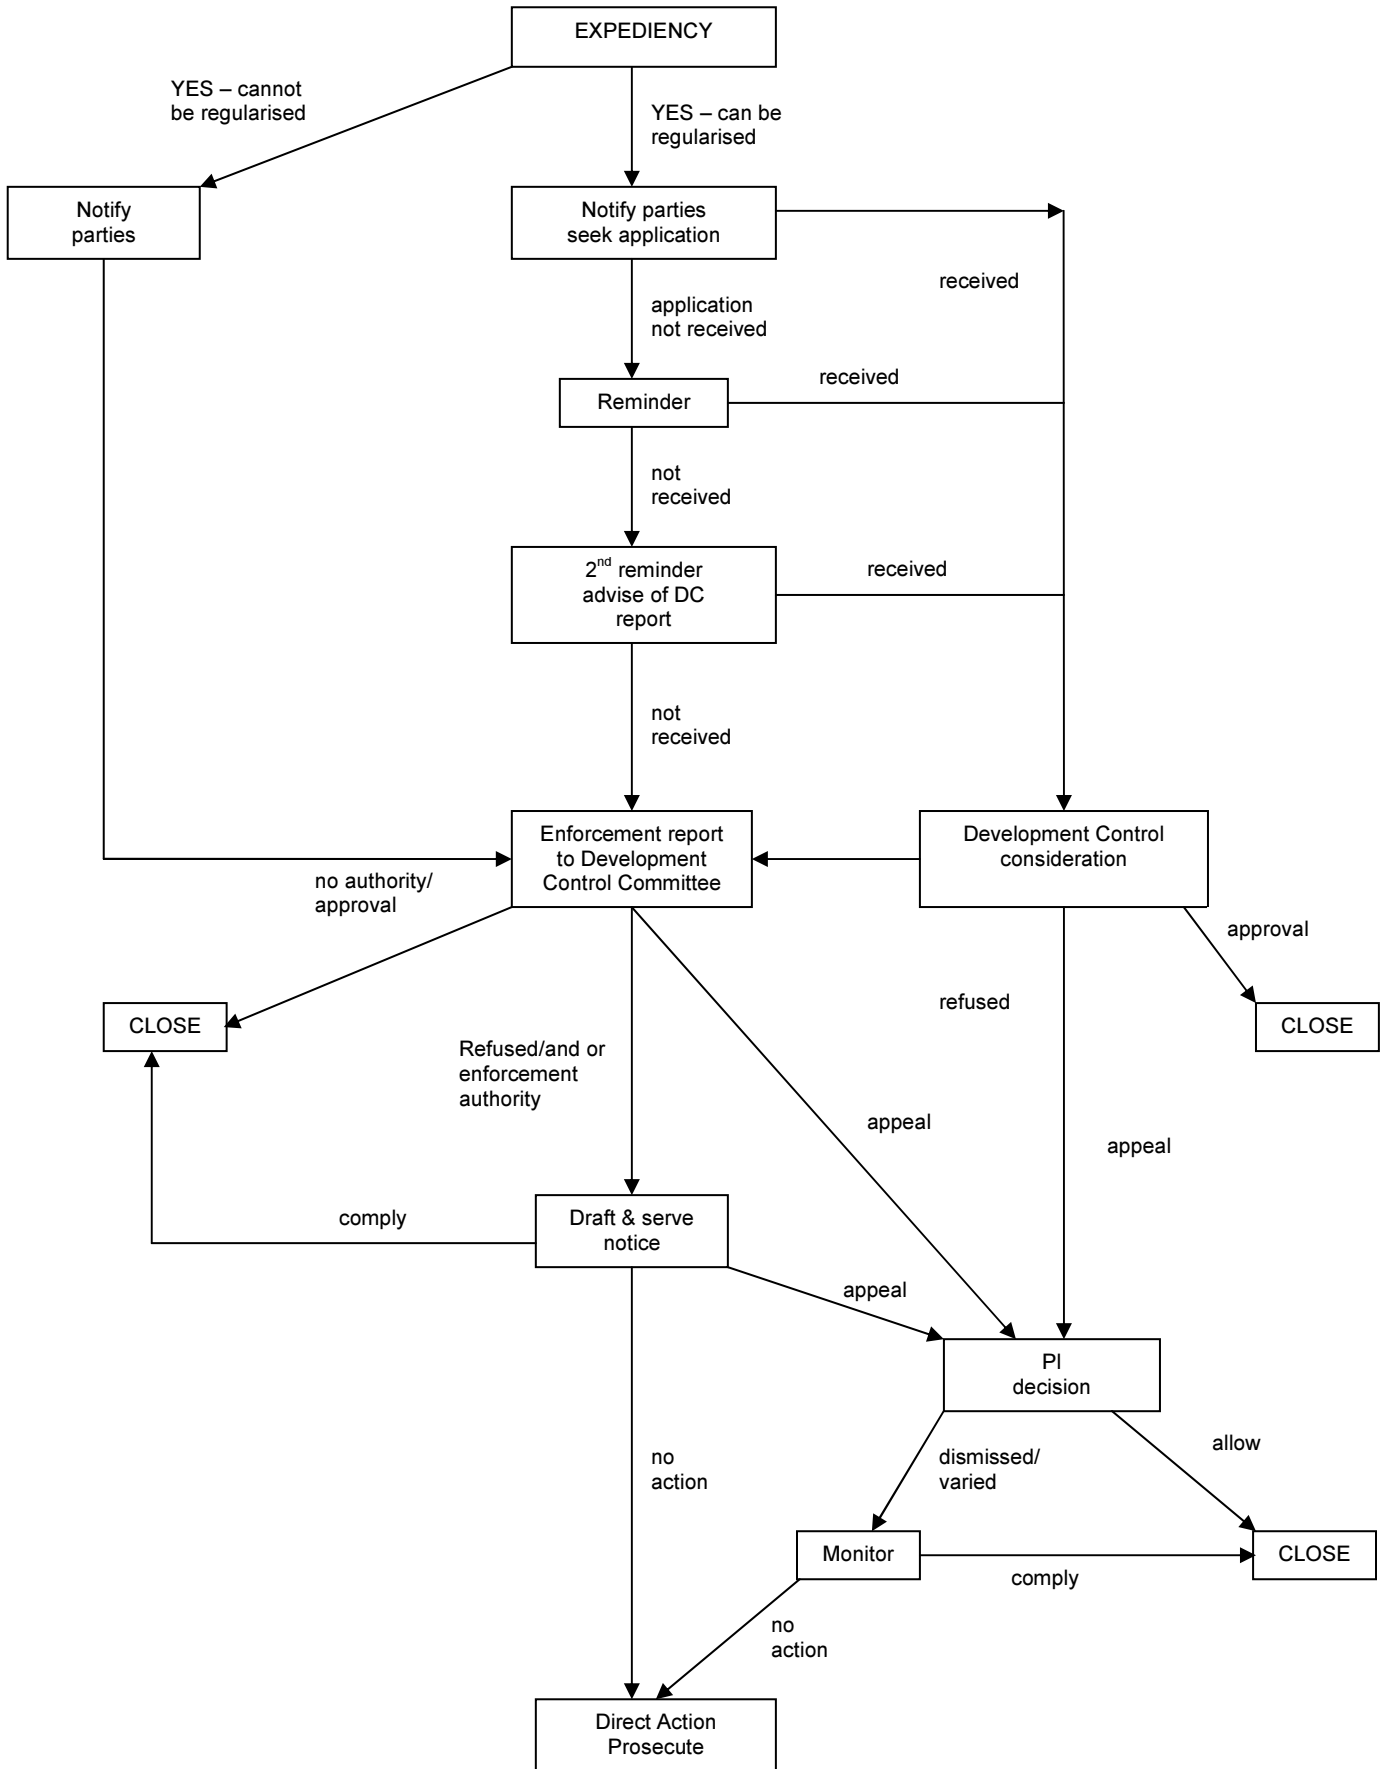 EXPEDIENCY
YES – cannot
be regularised
YES – can be
regularised
Notify
parties
Notify parties
seek application
received
application
not received
received
Reminder
not
received
2nd reminder
advise of DC
report
received
not
received
Enforcement report
to Development
Control Committee
Development Control
consideration
no authority/
approval
approval
CLOSE
refused
CLOSE
Refused/and or
enforcement
authority
appeal
appeal
comply
Draft & serve
notice
appeal
PI
decision
no
action
dismissed/
varied
allow
Monitor
comply
CLOSE
no
action
Direct Action
Prosecute